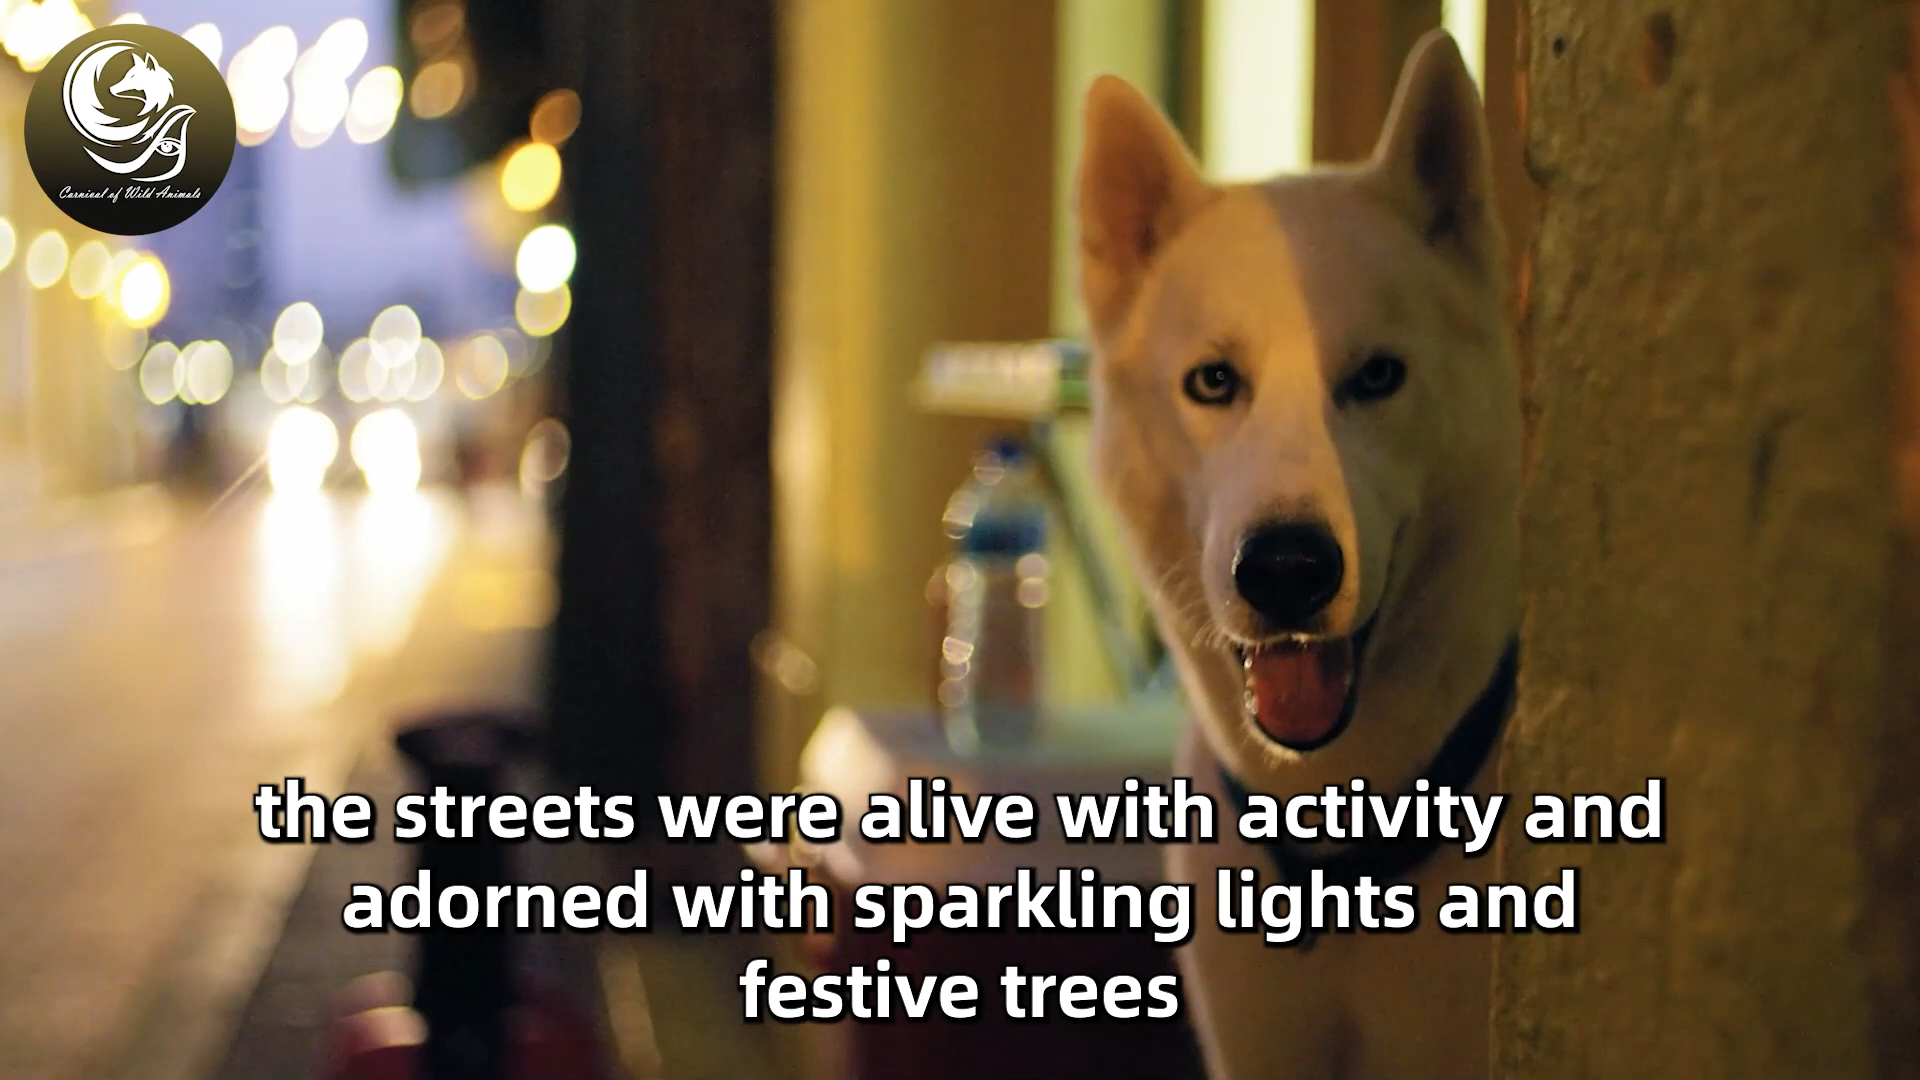 Carnival of Wild Animals
the streets were alive with activity and
adorned with sparkling lights and
festive trees